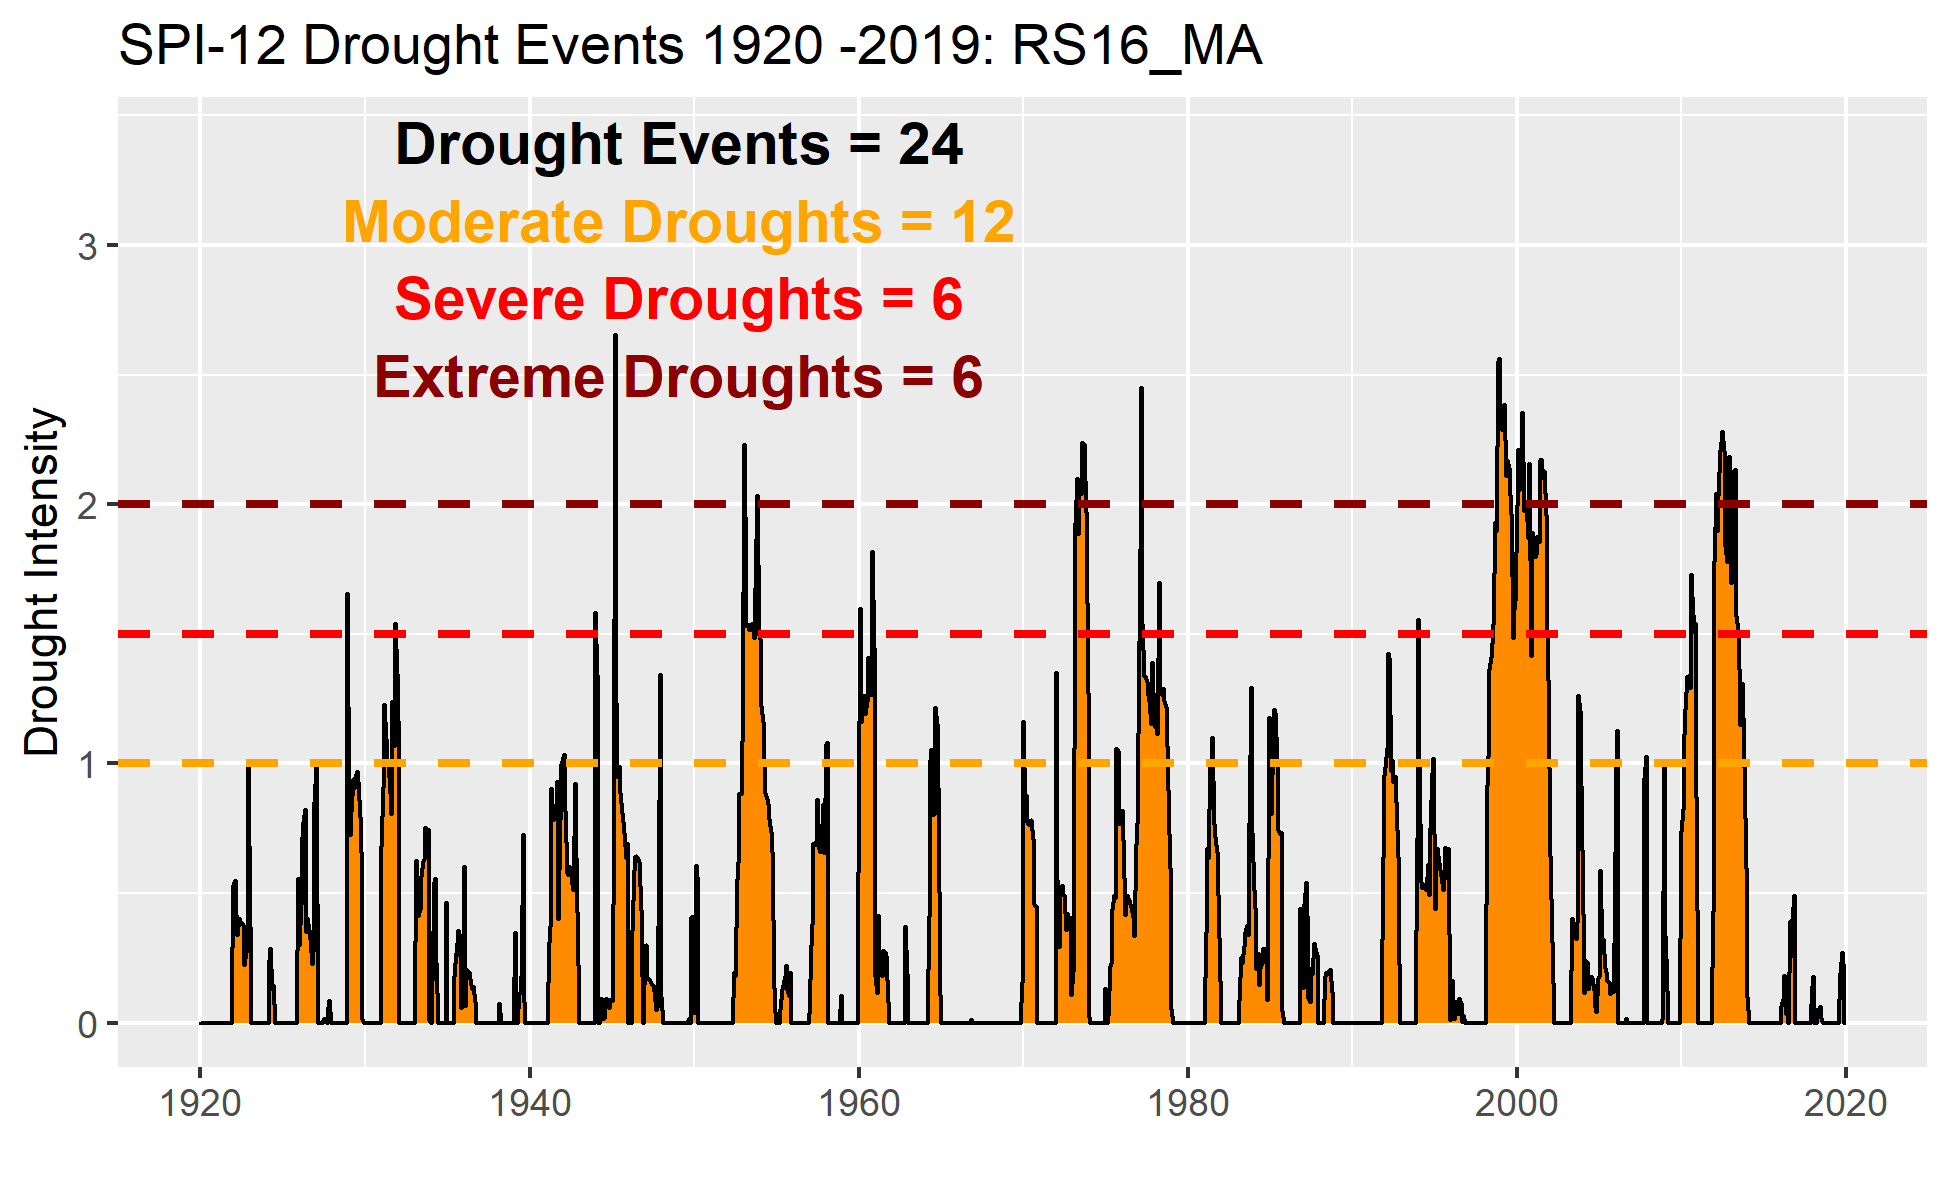 SPI-12 Drought Events 1920 -2019: RS16_MA
Drought Events = 24
Moderate Droughts = 12
Severe Droughts = 6
Extreme Droughts = 6
Drought Intensity
3
2
1
0
1920 1940 1960 1980 2000 2020